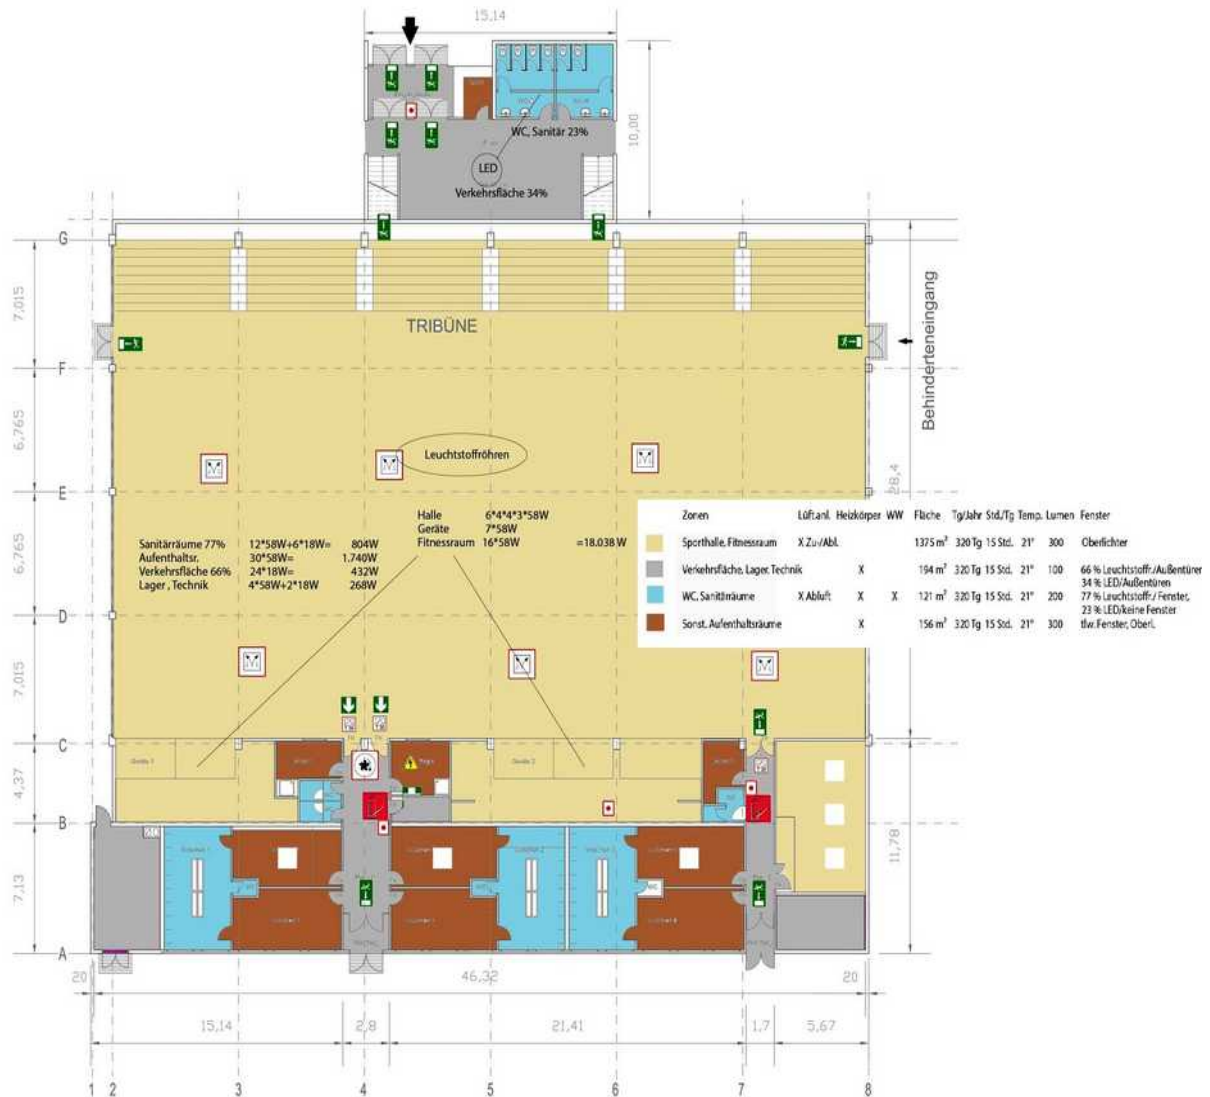 15,14
10,00
WC, Sanitär 23%
LED
Verkehrsfläche 34%
G
7,015
TRIBÜNE
Behinderteneingang
F
6,765
Leuchtstoffröhren
E
28,4
Halle 6*4*4*3*58W
Geräte 7*58W
Fitnessraum 16*58W =18.038 W
Sanitärräume 77% 12*58W+6*18W= 804W
Aufenthaltsr. 30*58W= 1.740W
Verkehrsfläche 66% 24*18W= 432W
Lager, Technik 4*58W+2*18W 268W
Zonen Lüft.anl. Heizkörper WW Fläche Tg/Jahr Std./Tg Temp. Lumen Fenster
Sporthalle, Fitnessraum X Zu-/Abl. 1375 m² 320 Tg 15 Std. 21° 300 Oberlichter
Verkehrsfläche, Lager, Technik X 194 m² 320 Tg 15 Std. 21° 100 66 % Leuchtstoffr./Außentüren
34 % LED/Außentüren
WC, Sanitärräume X Abluft X X 121 m² 320 Tg 15 Std. 21° 200 77 % Leuchtstoffr./ Fenster,
23 % LED/keine Fenster
Sonst. Aufenthaltsräume X 156 m² 320 Tg 15 Std. 21° 300 tlw. Fenster, Oberl.
6,765
D
7,015
C
Geräte 1
Geräte 2
4,37
B
11,78
7,13
A
20
46,32
20
15,14
2,8
21,41
1,7
5,67
1 2 3 4 5 6 7 8